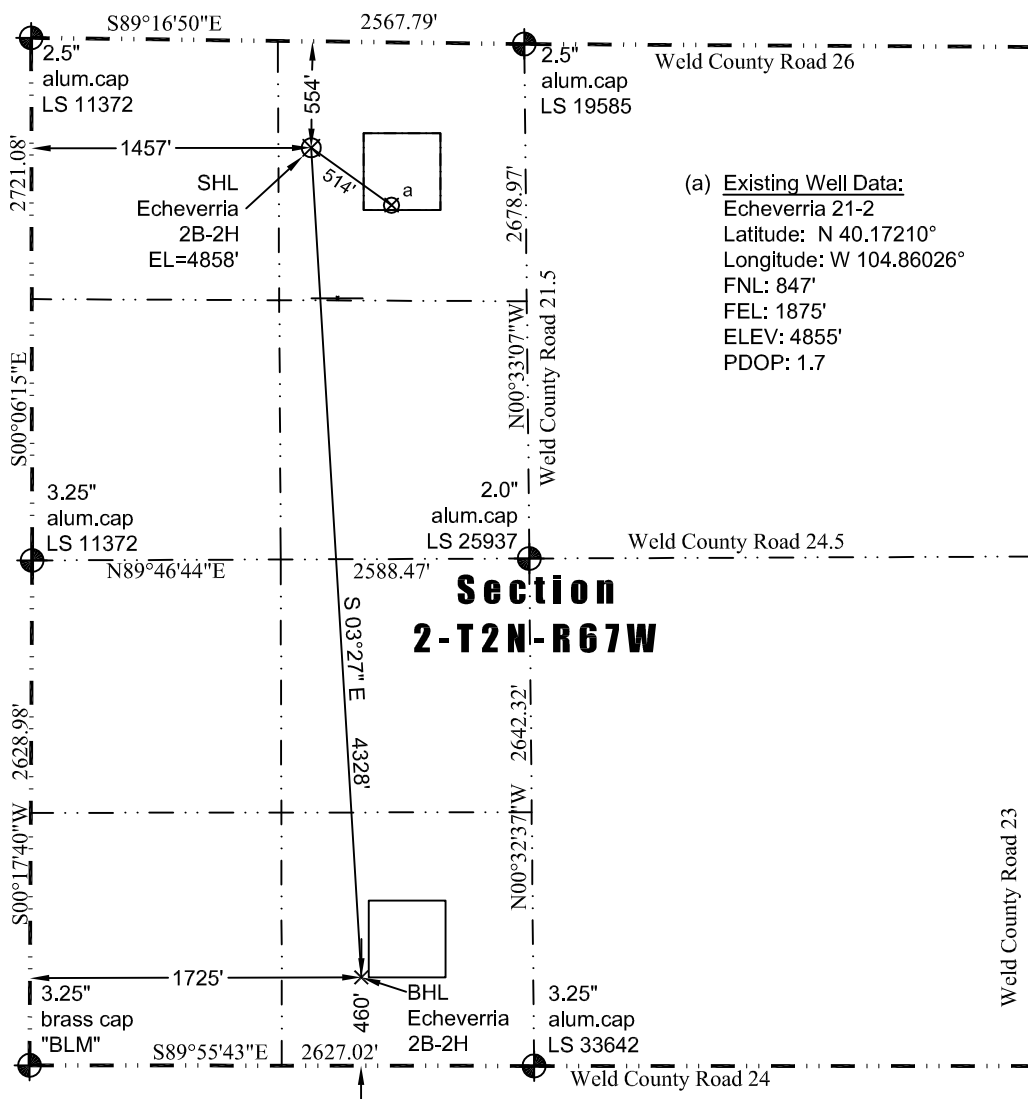 S89°16'50"E
2567.79'
2.5"
alum.cap
LS 11372
2.5"
alum.cap
LS 19585
Weld County Road 26
554'
1457'
2721.08'
514'
a
SHL
Echeverria
2B-2H
EL=4858'
2678.97'
(a) Existing Well Data:
Echeverria 21-2
Latitude: N 40.17210°
Longitude: W 104.86026°
FNL: 847'
FEL: 1875'
ELEV: 4855'
PDOP: 1.7
S00°06'15"E
N00°33'07"W
Weld County Road 21.5
3.25"
alum.cap
LS 11372
2.0"
alum.cap
LS 25937
Weld County Road 24.5
N89°46'44"E
2588.47'
Section
2-T2N-R67W
S 03°27" E
4328'
2628.98'
2642.32'
S00°17'40"W
N00°32'37"W
Weld County Road 23
1725'
3.25"
brass cap
"BLM"
460'
BHL
Echeverria
2B-2H
3.25"
alum.cap
LS 33642
S89°55'43"E
2627.02'
Weld County Road 24